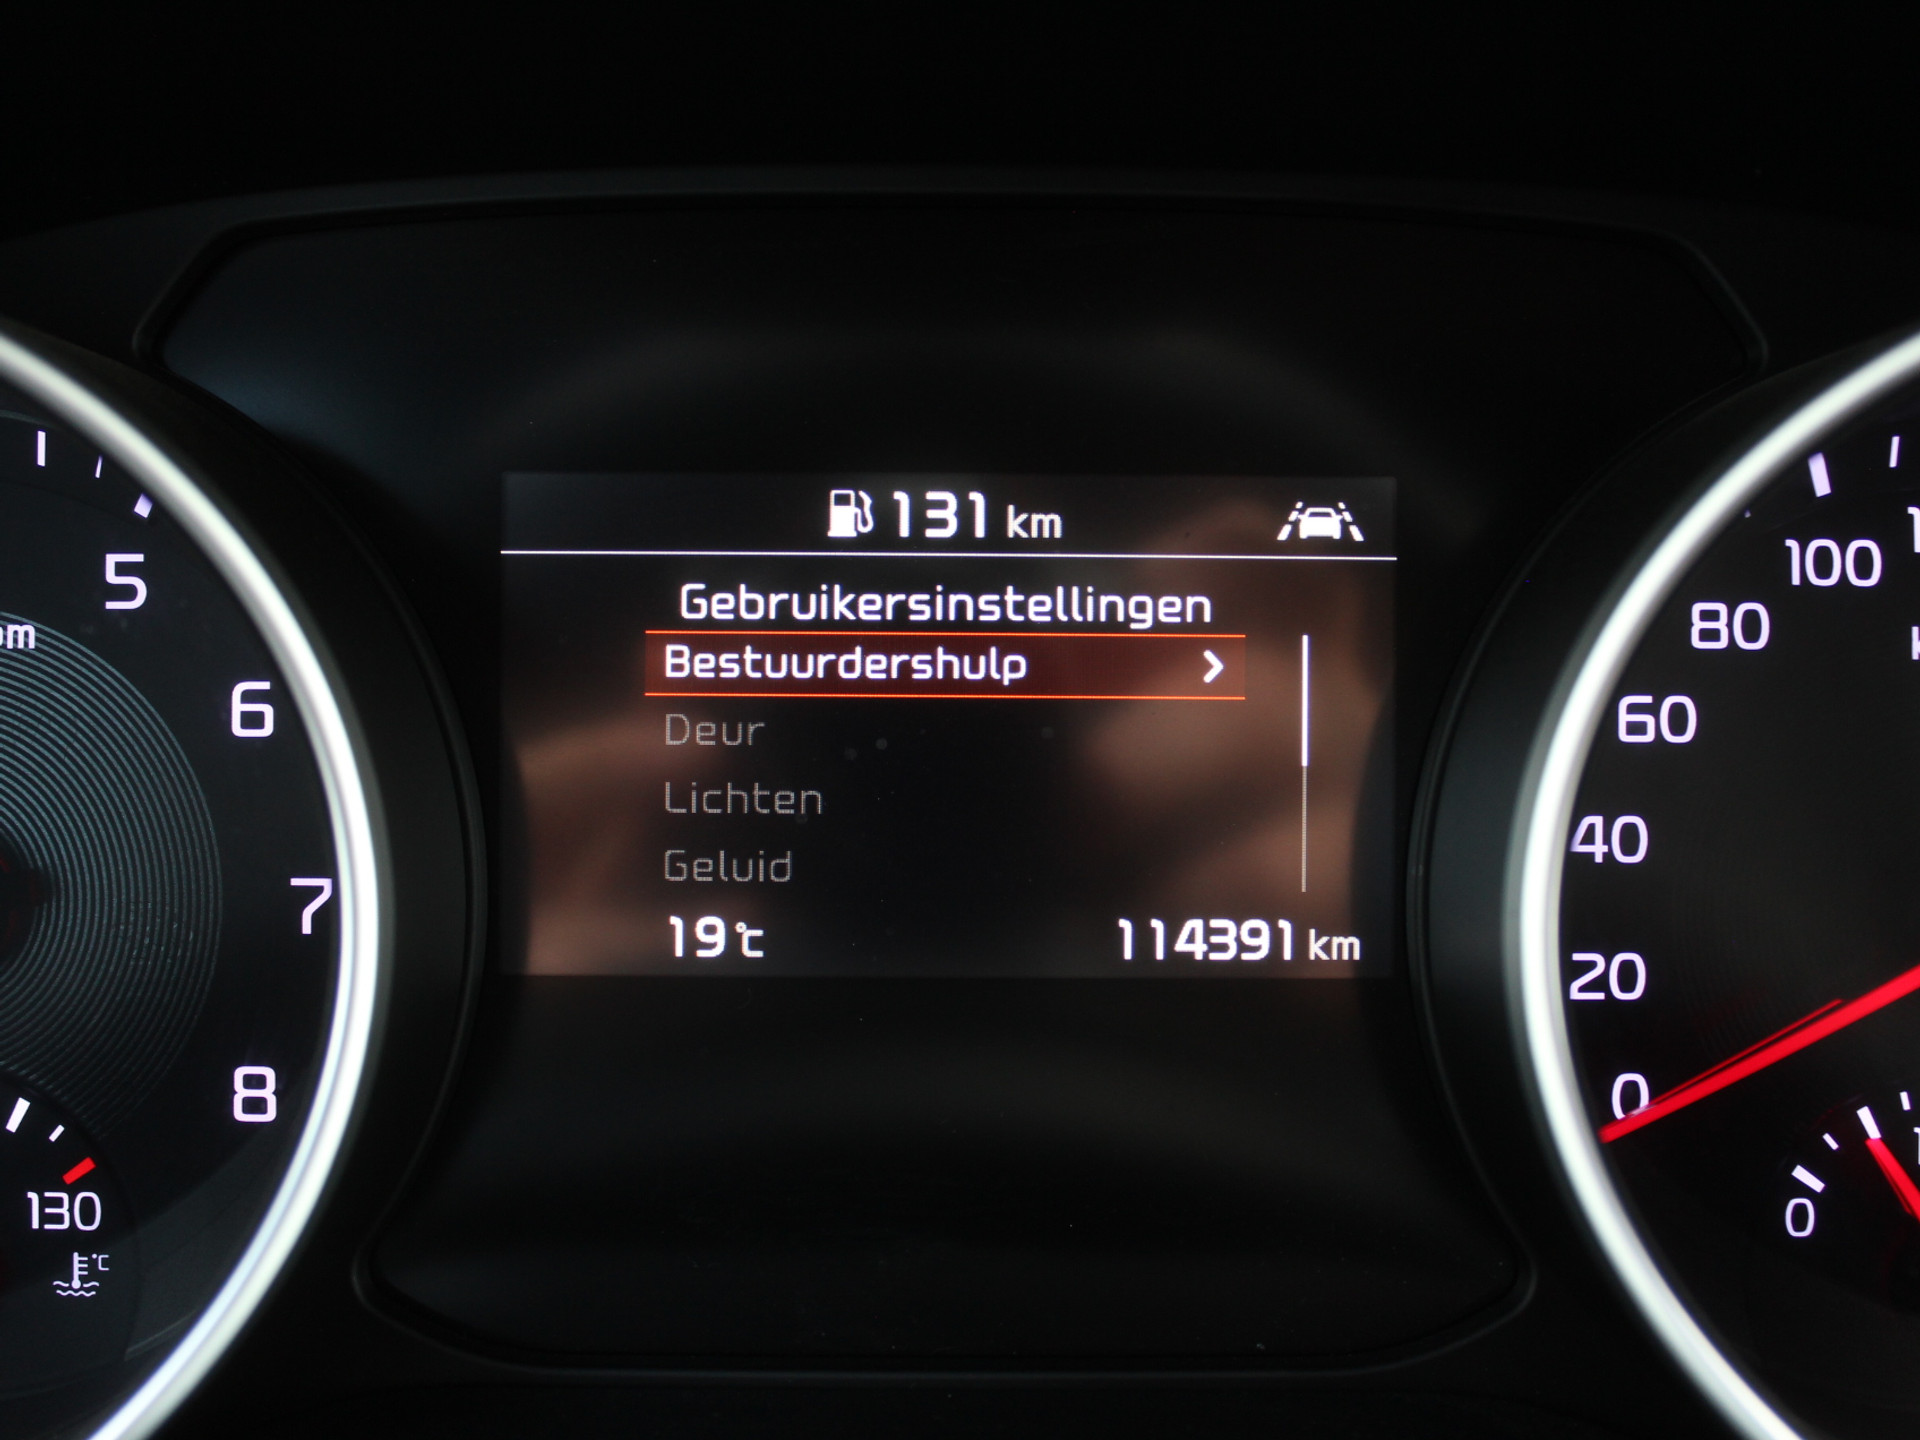 131 km
Gebruikersinstellingen
Bestuurdershulp
Deur
Lichten
Geluid
19°C
114391 km
5
6
7
8
130
°C
100
80
60
40
20
0
0